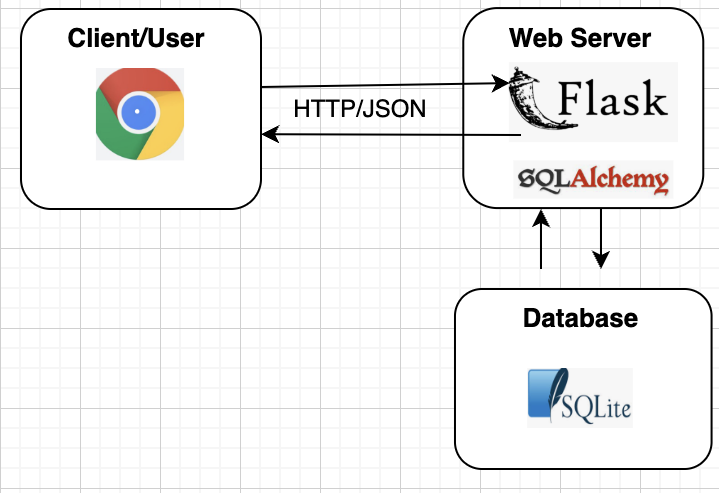 Client/User
HTTP/JSON
Web Server
Flask
SQLAlchemy
Database
SQLite